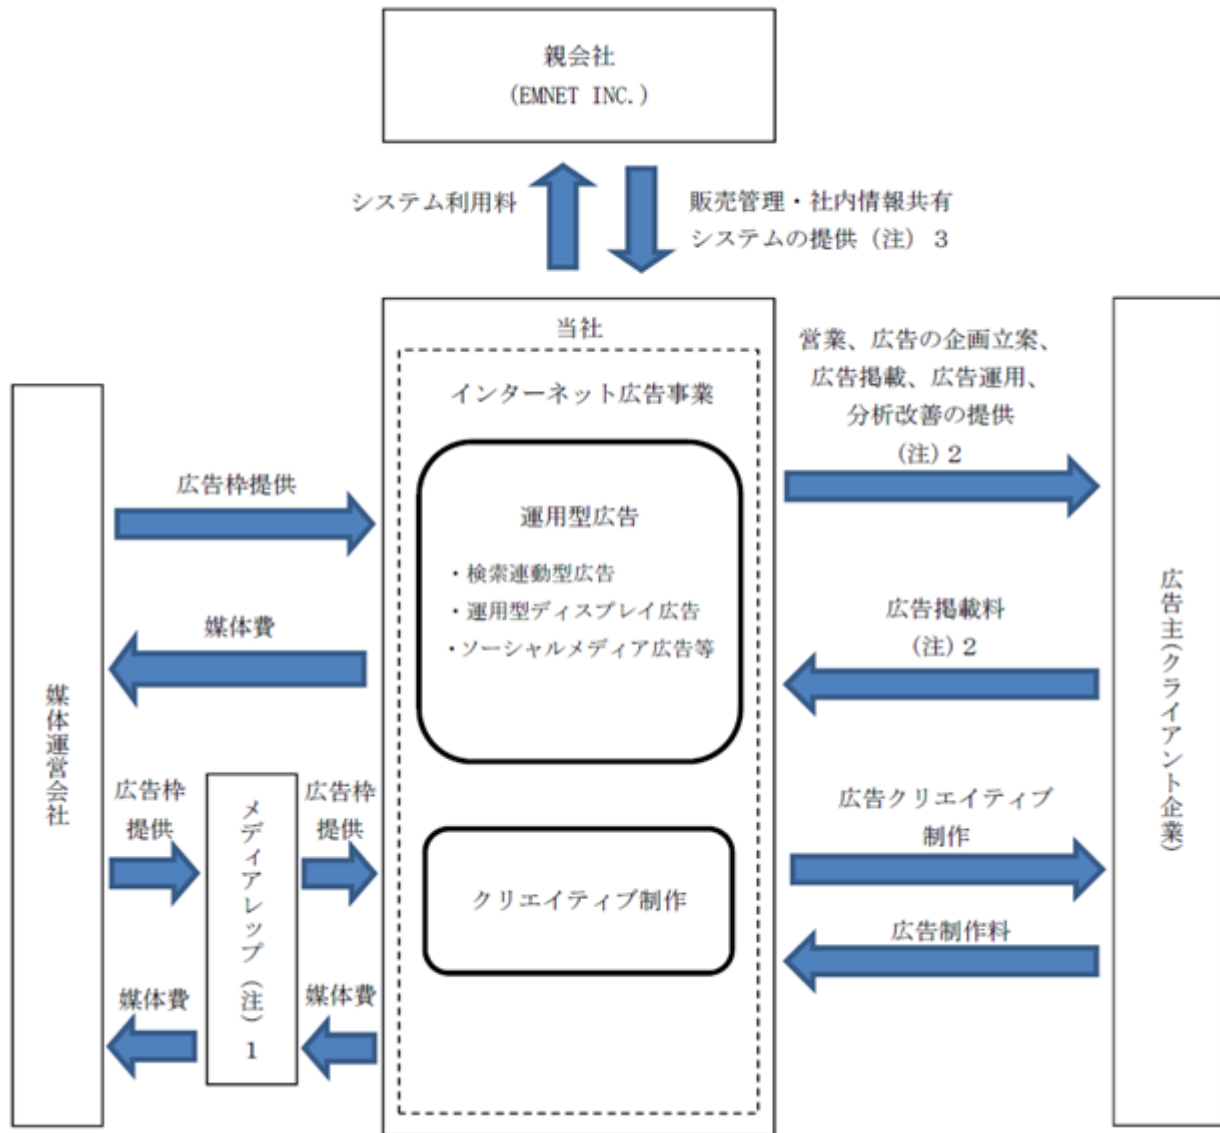 親会社
(EMNET INC.)
システム利用料
販売管理・社内情報共有
システムの提供(注)3
当社
インターネット広告事業
運用型広告
・検索連動型広告
・運用型ディスプレイ広告
・ソーシャルメディア広告等
クリエイティブ制作
媒体運営会社
広告枠提供
媒体費
広告枠
提供
メディアレップ(注)1
広告枠
提供
媒体費
媒体費
営業、広告の企画立案、
広告掲載、広告運用、
分析改善の提供
(注)2
広告掲載料
(注)2
広告クリエイティブ
制作
広告制作料
広告主(クライアント企業)